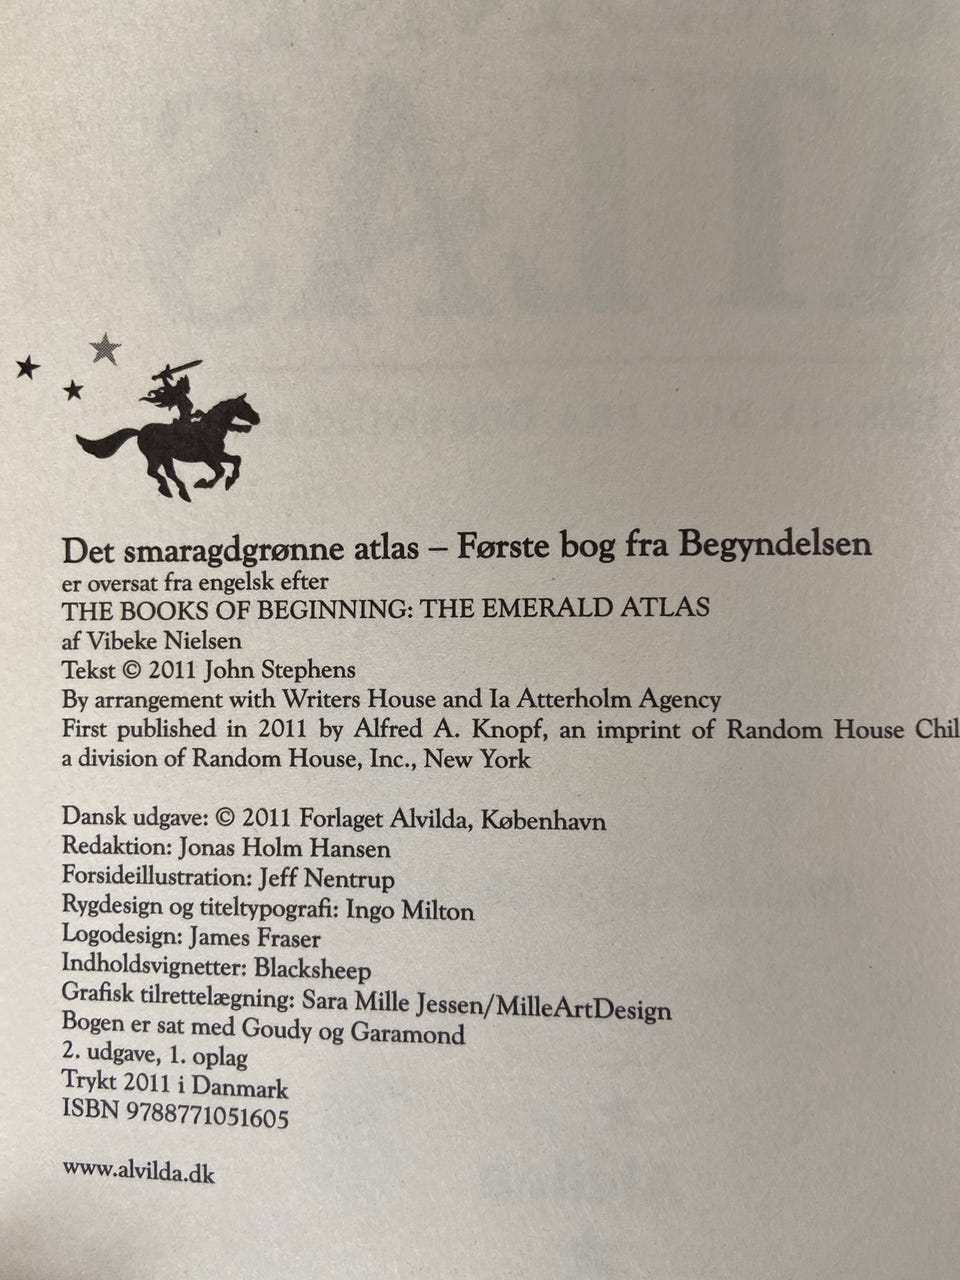 Det smaragdgrønne atlas – Første bog fra Begyndelsen
er oversat fra engelsk efter
THE BOOKS OF BEGINNING: THE EMERALD ATLAS
af Vibeke Nielsen
Tekst © 2011 John Stephens
By arrangement with Writers House and Ia Atterholm Agency
First published in 2011 by Alfred A. Knopf, an imprint of Random House Chil
a division of Random House, Inc., New York
Dansk udgave: © 2011 Forlaget Alvilda, København
Redaktion: Jonas Holm Hansen
Forsideillustration: Jeff Nentrup
Rygdesign og titeltypografi: Ingo Milton
Logodesign: James Fraser
Indholdsvignetter: Blacksheep
Grafisk tilrettelægning: Sara Mille Jessen/MilleArtDesign
Bogen er sat med Goudy og Garamond
2. udgave, 1. oplag
Trykt 2011 i Danmark
ISBN 9788771051605
www.alvilda.dk